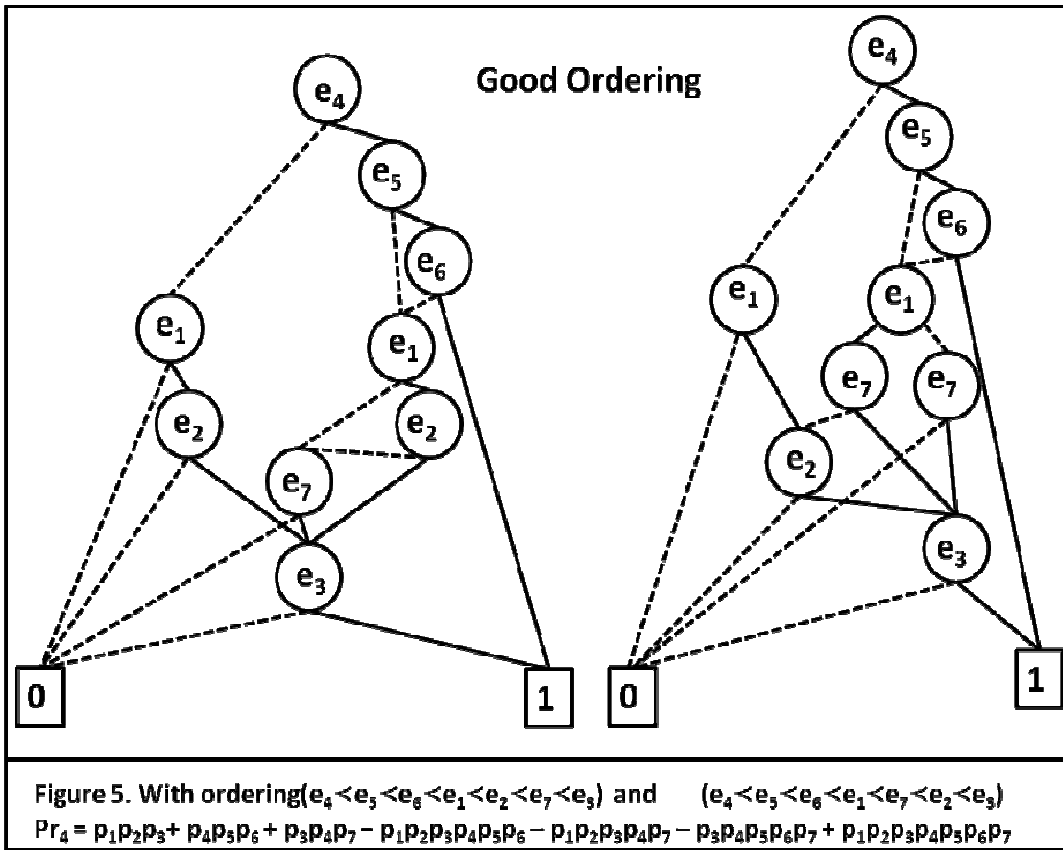 Good Ordering
e₄
e₅
e₆
e₁
e₁
e₂
e₂
e₇
e₃
0
1
e₄
e₅
e₆
e₁
e₁
e₇
e₇
e₂
e₃
0
1
Figure 5. With ordering(e₄<e₅<e₆<e₁<e₂<e₇<e₃) and (e₄<e₅<e₆<e₁<e₇<e₂<e₃)
Pr₄ = p₁p₂p₃+ p₄p₅p₆ + p₃p₄p₇ – p₁p₂p₃p₄p₅p₆ – p₁p₂p₃p₄p₇ – p₃p₄p₅p₆p₇ + p₁p₂p₃p₄p₅p₆p₇